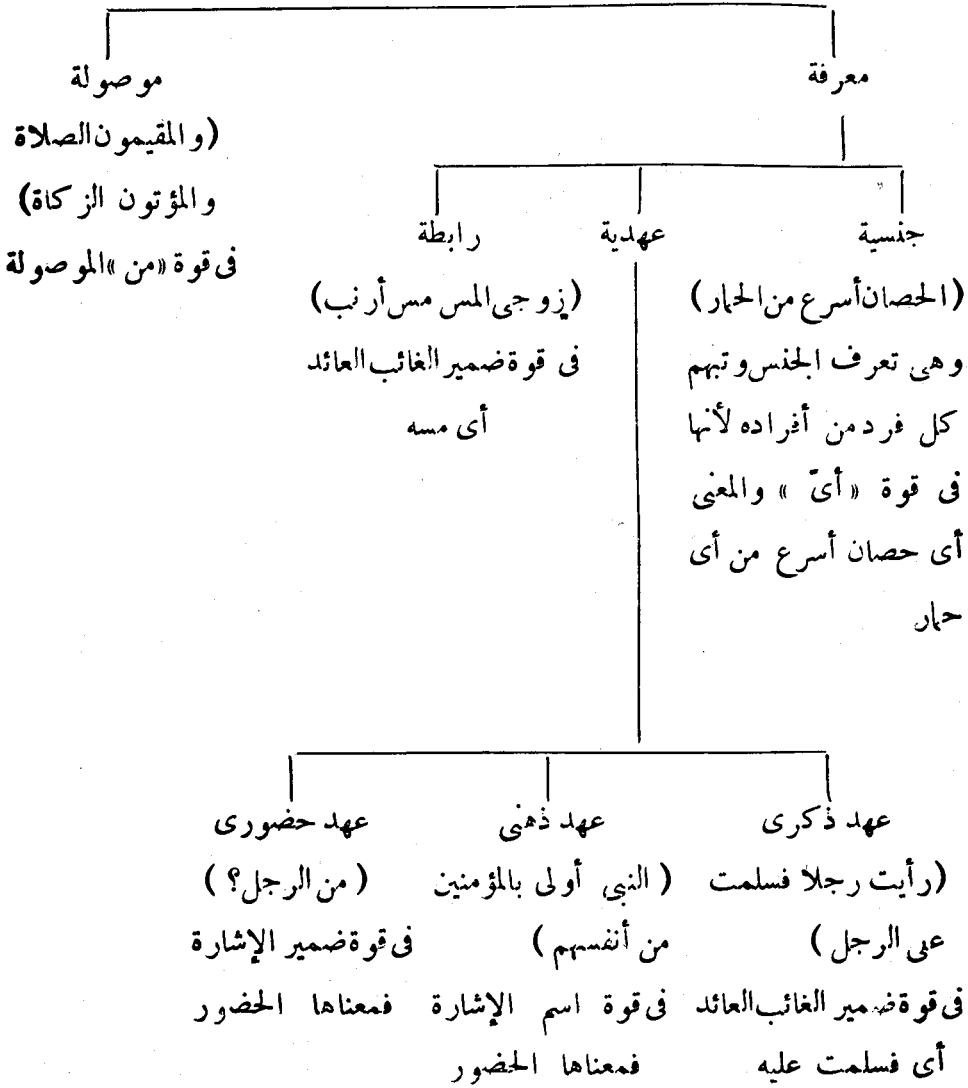 معرفة
موصولة
(والمقيمون الصلاة
والمؤتون الزكاة)
فى قوة «من» الموصولة
جنسية
(الحصان أسرع من الحمار)
وهى تعرف الجنس وتبهم
كل فرد من أفراده لأنها
فى قوة «أىّ» والمعنى
أى حصان أسرع من أى
حمار
عهدية
رابطة
(زوجى المس مس أرنب)
فى قوة ضمير الغائب العائد
أى مسه
عهد ذكرى
(رأيت رجلا فسلمت
على الرجل)
فى قوة ضمير الغائب العائد
أى فسلمت عليه
عهد ذهنى
(النبى أولى بالمؤمنين
من أنفسهم)
فى قوة اسم الإشارة
فمعناها الحضور
عهد حضورى
(من الرجل؟)
فى قوة ضمير الإشارة
فمعناها الحضور